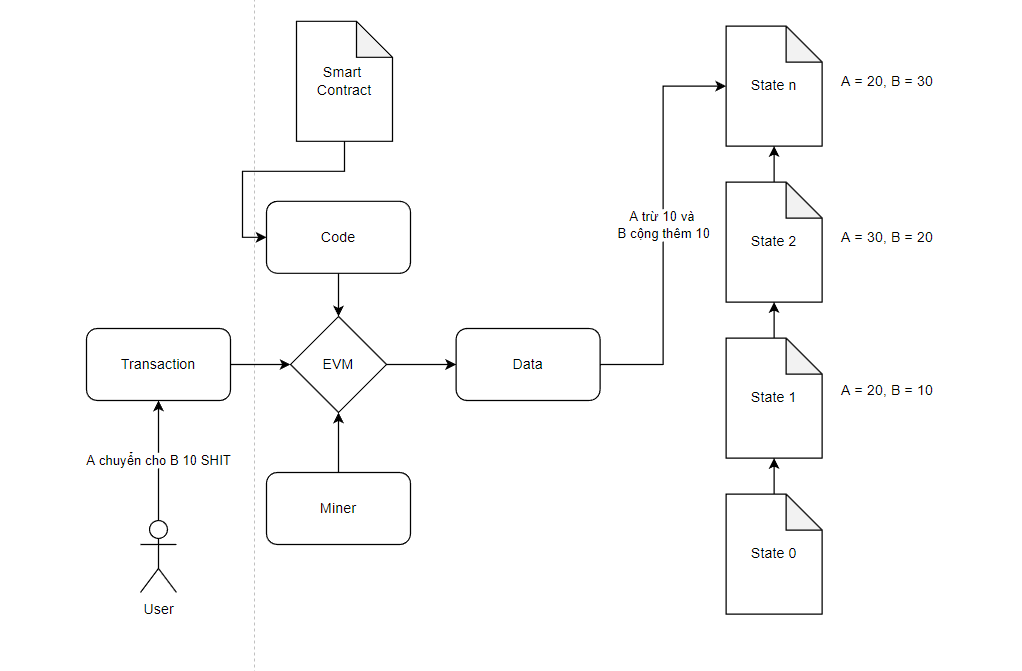 Smart
Contract
State n
A = 20, B = 30
Code
A trừ 10 và
B cộng thêm 10
State 2
A = 30, B = 20
Transaction
EVM
Data
State 1
A = 20, B = 10
A chuyển cho B 10 SHIT
Miner
State 0
User